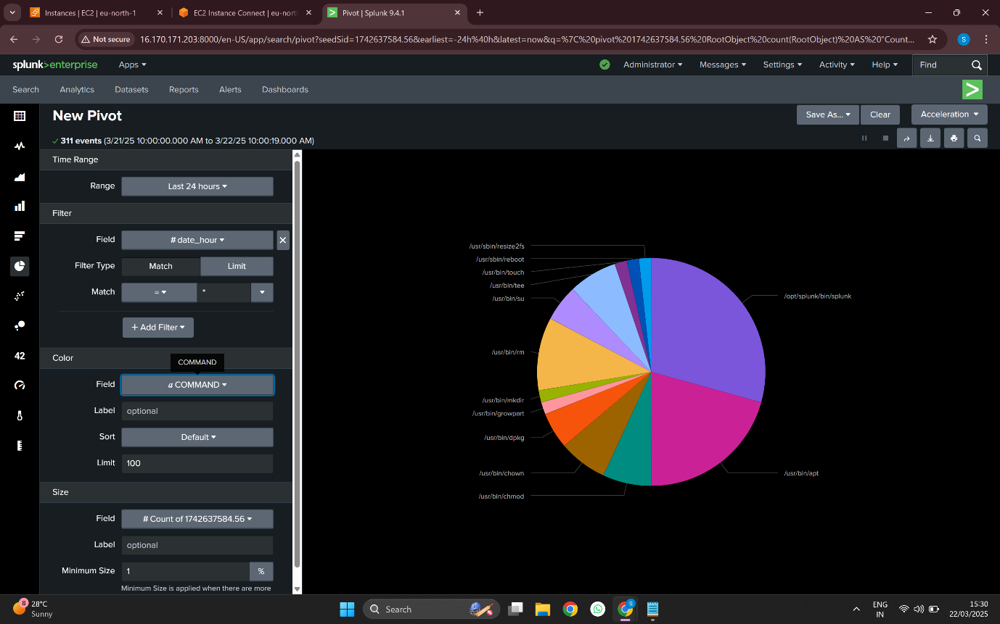 Instances | EC2 | eu-north-1
EC2 Instance Connect | eu-nort
Pivot | Splunk 9.4.1
Not secure
16.170.171.203:8000/en-US/app/search/pivot?seedSid=1742637584.56&earliest=-24h%40h&latest=now&q=%7C%20pivot%201742637584.56%20RootObject%20count(RootObject)%20AS%20"Count...
S
splunk>enterprise
Apps
Administrator
Messages
Settings
Activity
Help
Find
Search
Analytics
Datasets
Reports
Alerts
Dashboards
>
New Pivot
Save As...
Clear
Acceleration
311 events (3/21/25 10:00:00.000 AM to 3/22/25 10:00:19.000 AM)
Time Range
Range
Last 24 hours
Filter
Field
# date_hour
Filter Type
Match
Limit
Match
=
*
+ Add Filter
Color
COMMAND
Field
a COMMAND
Label
optional
Sort
Default
Limit
100
Size
Field
# Count of 1742637584.56
Label
optional
Minimum Size
1
%
Minimum Size is applied when there are more
42
/usr/sbin/resize2fs
/usr/sbin/reboot
/usr/bin/touch
/usr/bin/tee
/usr/bin/su
/usr/bin/rm
/usr/bin/mkdir
/usr/bin/growpart
/usr/bin/dpkg
/usr/bin/chown
/usr/bin/chmod
/opt/splunk/bin/splunk
/usr/bin/apt
8
28°C
Sunny
Search
S
ENG
IN
15:30
22/03/2025